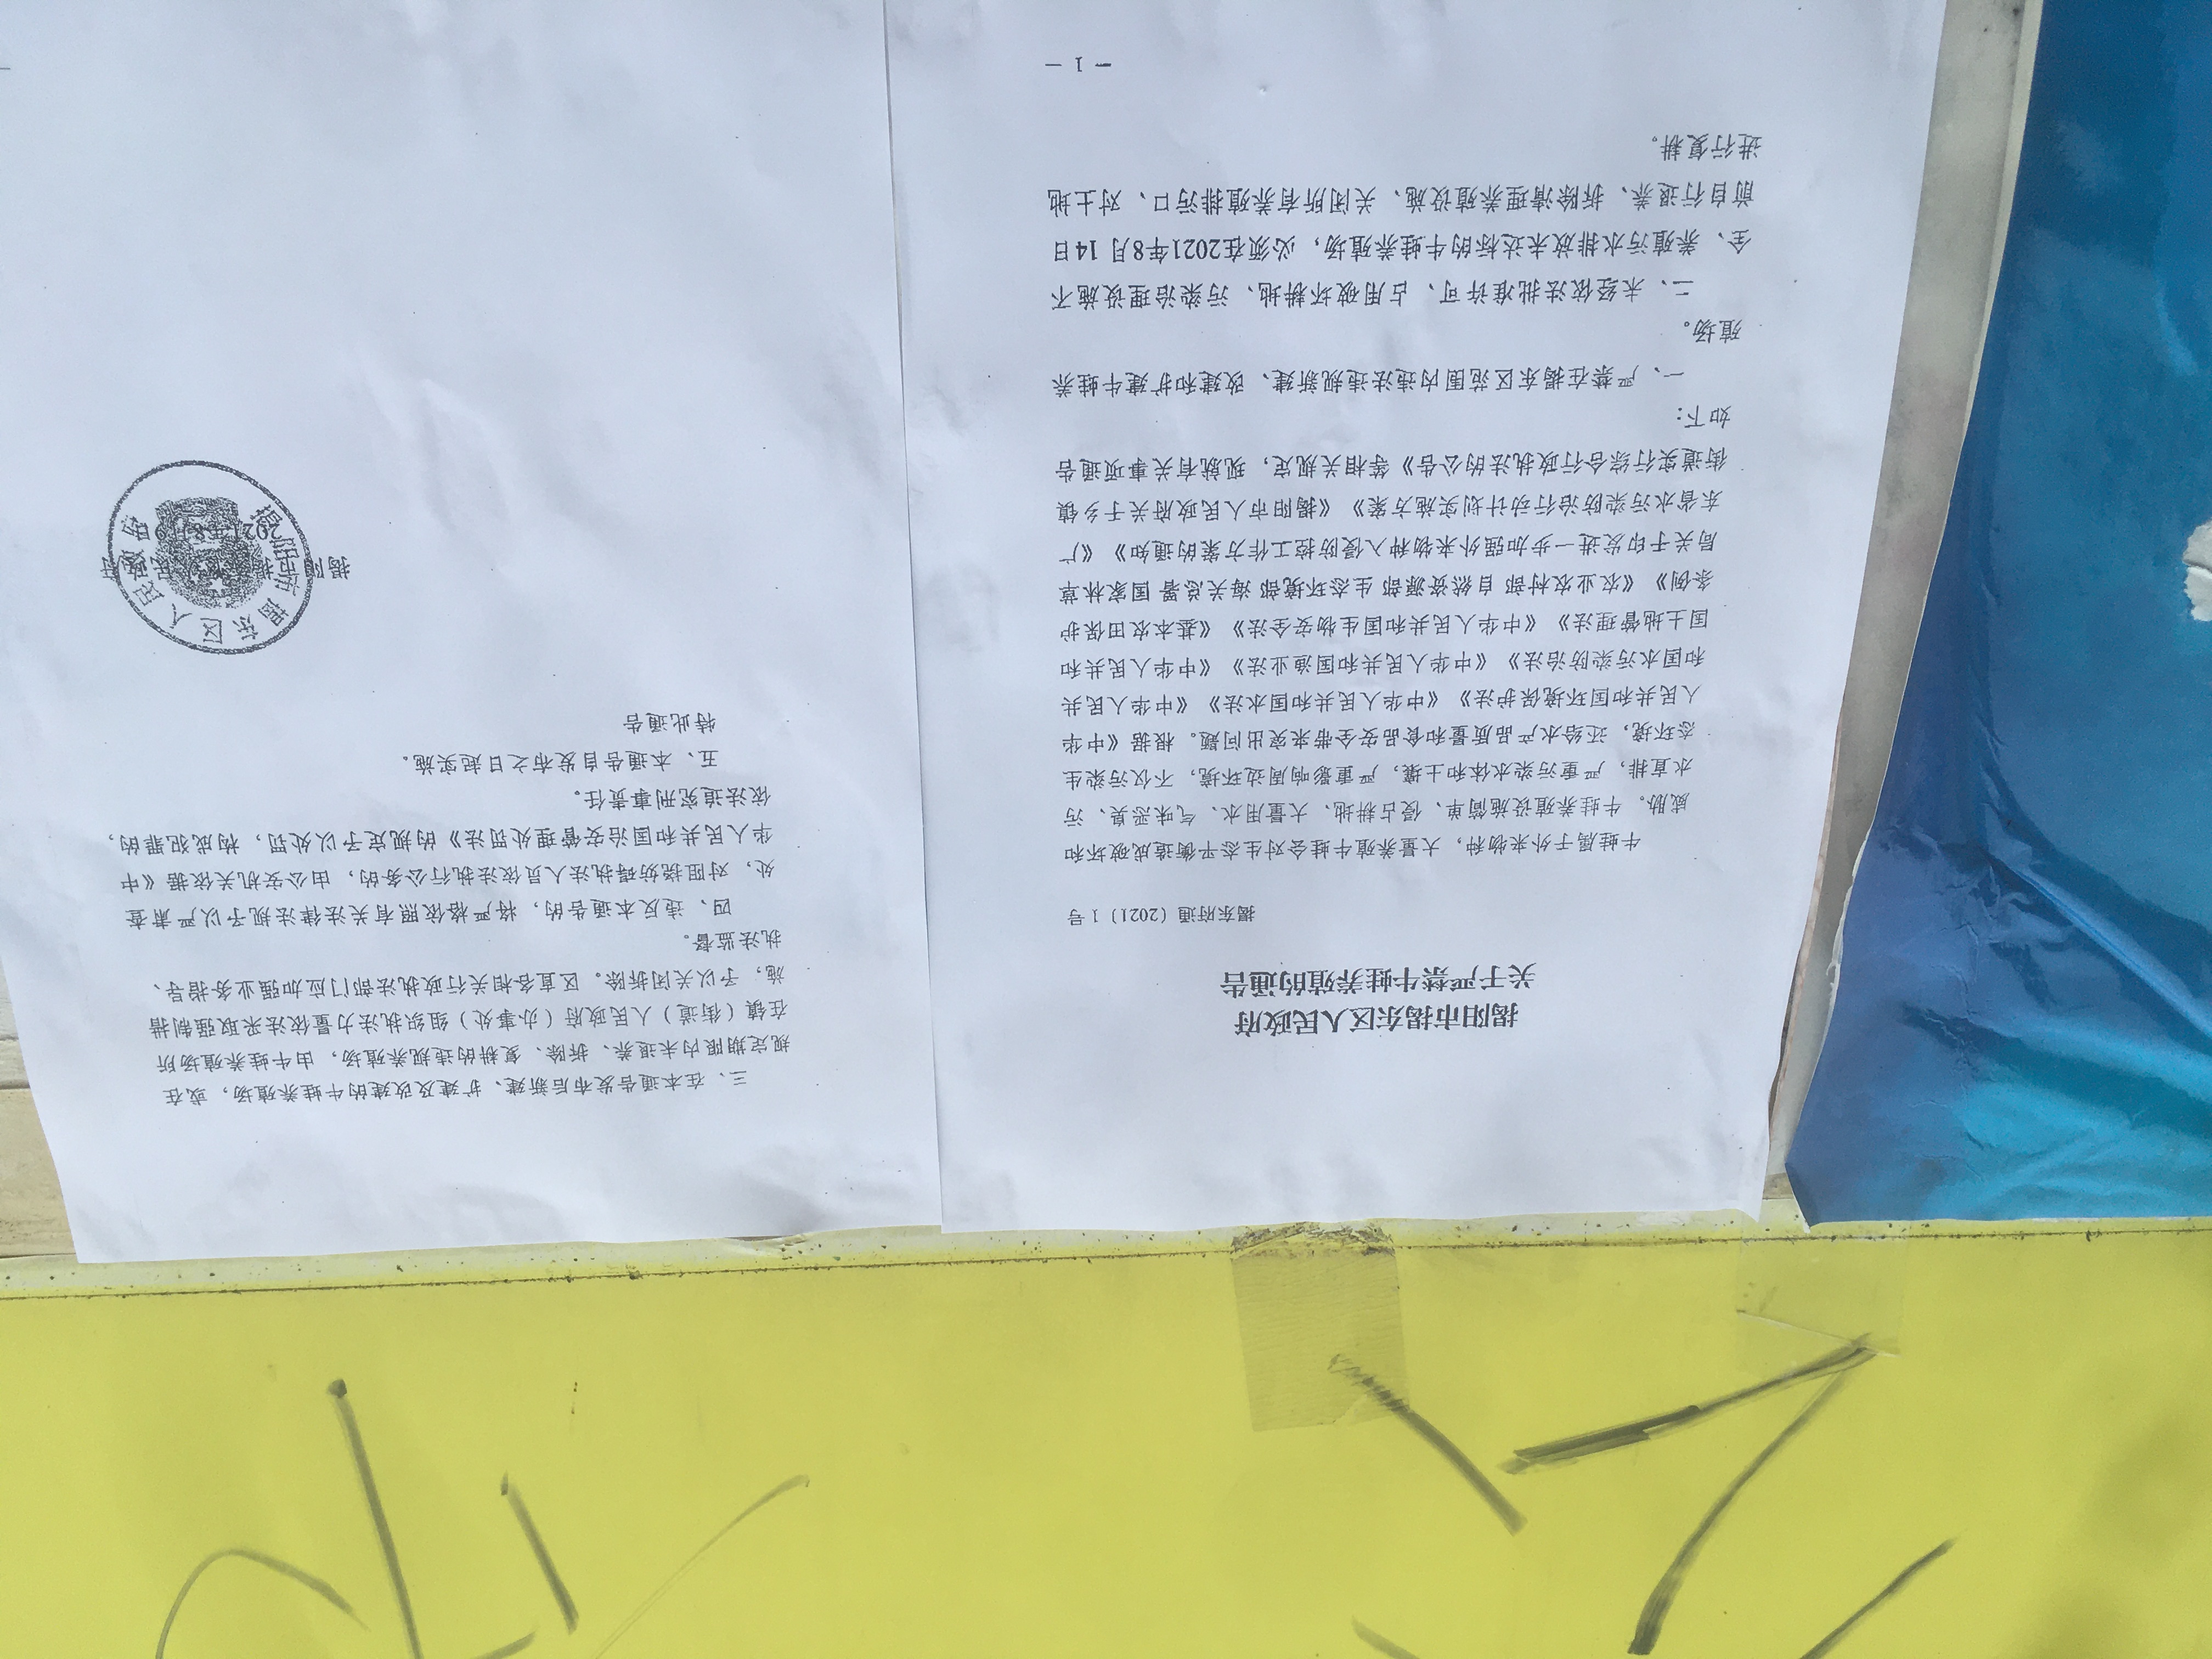 揭阳市揭东区人民政府
关于严禁牛蛙养殖的通告
揭东府通（2021）1号
牛蛙属于外来物种，大量养殖牛蛙会对生态平衡造成破坏和
威胁。牛蛙养殖设施简单、侵占耕地、大量用水、气味恶臭、污
水直排，严重污染水体和土壤，严重影响周边环境，不仅污染生
态环境，还给水产品质量和食品安全带来突出问题。根据《中华
人民共和国环境保护法》《中华人民共和国水法》《中华人民共
和国水污染防治法》《中华人民共和国渔业法》《中华人民共和
国土地管理法》《中华人民共和国生物安全法》《基本农田保护
条例》《农业农村部 自然资源部 生态环境部 海关总署 国家林草
局关于印发进一步加强外来物种入侵防控工作方案的通知》《广
东省水污染防治行动计划实施方案》《揭阳市人民政府关于乡镇
街道实行综合行政执法的公告》等相关规定，现就有关事项通告
如下：
一、严禁在揭东区范围内违法违规新建、改建和扩建牛蛙养
殖场。
二、未经依法批准许可、占用破坏耕地、污染治理设施不
全、养殖污水排放未达标的牛蛙养殖场，必须在2021年8月14日
前自行退养、拆除清理养殖设施、关闭所有养殖排污口、对土地
进行复耕。
— 1 —
三、在本通告发布后新建、扩建及改建的牛蛙养殖场，或在
规定期限内未退养、拆除、复耕的违规养殖场，由牛蛙养殖场所
在镇（街道）人民政府（办事处）组织执法力量依法采取强制措
施，予以关闭拆除。区直各相关行政执法部门应加强业务指导、
执法监督。
四、违反本通告的，将严格依照有关法律法规予以严肃查
处，对阻挠妨碍执法人员依法执行公务的，由公安机关依据《中
华人民共和国治安管理处罚法》的规定予以处罚，构成犯罪的，
依法追究刑事责任。
五、本通告自发布之日起实施。
特此通告
揭阳市揭东区人民政府
2021年8月9
揭阳市揭东区人民政府